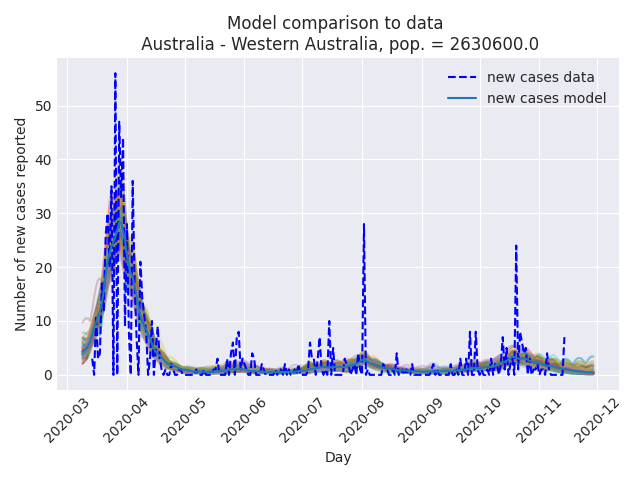 Model comparison to data
Australia - Western Australia, pop. = 2630600.0
new cases data
new cases model
Number of new cases reported
50
40
30
20
10
0
2020-03
2020-04
2020-05
2020-06
2020-07
2020-08
2020-09
2020-10
2020-11
2020-12
Day